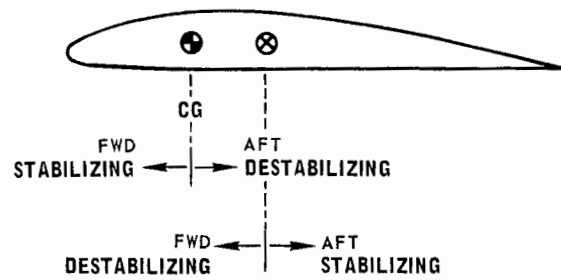 CG
FWD AFT
STABILIZING DESTABILIZING
FWD AFT
DESTABILIZING STABILIZING